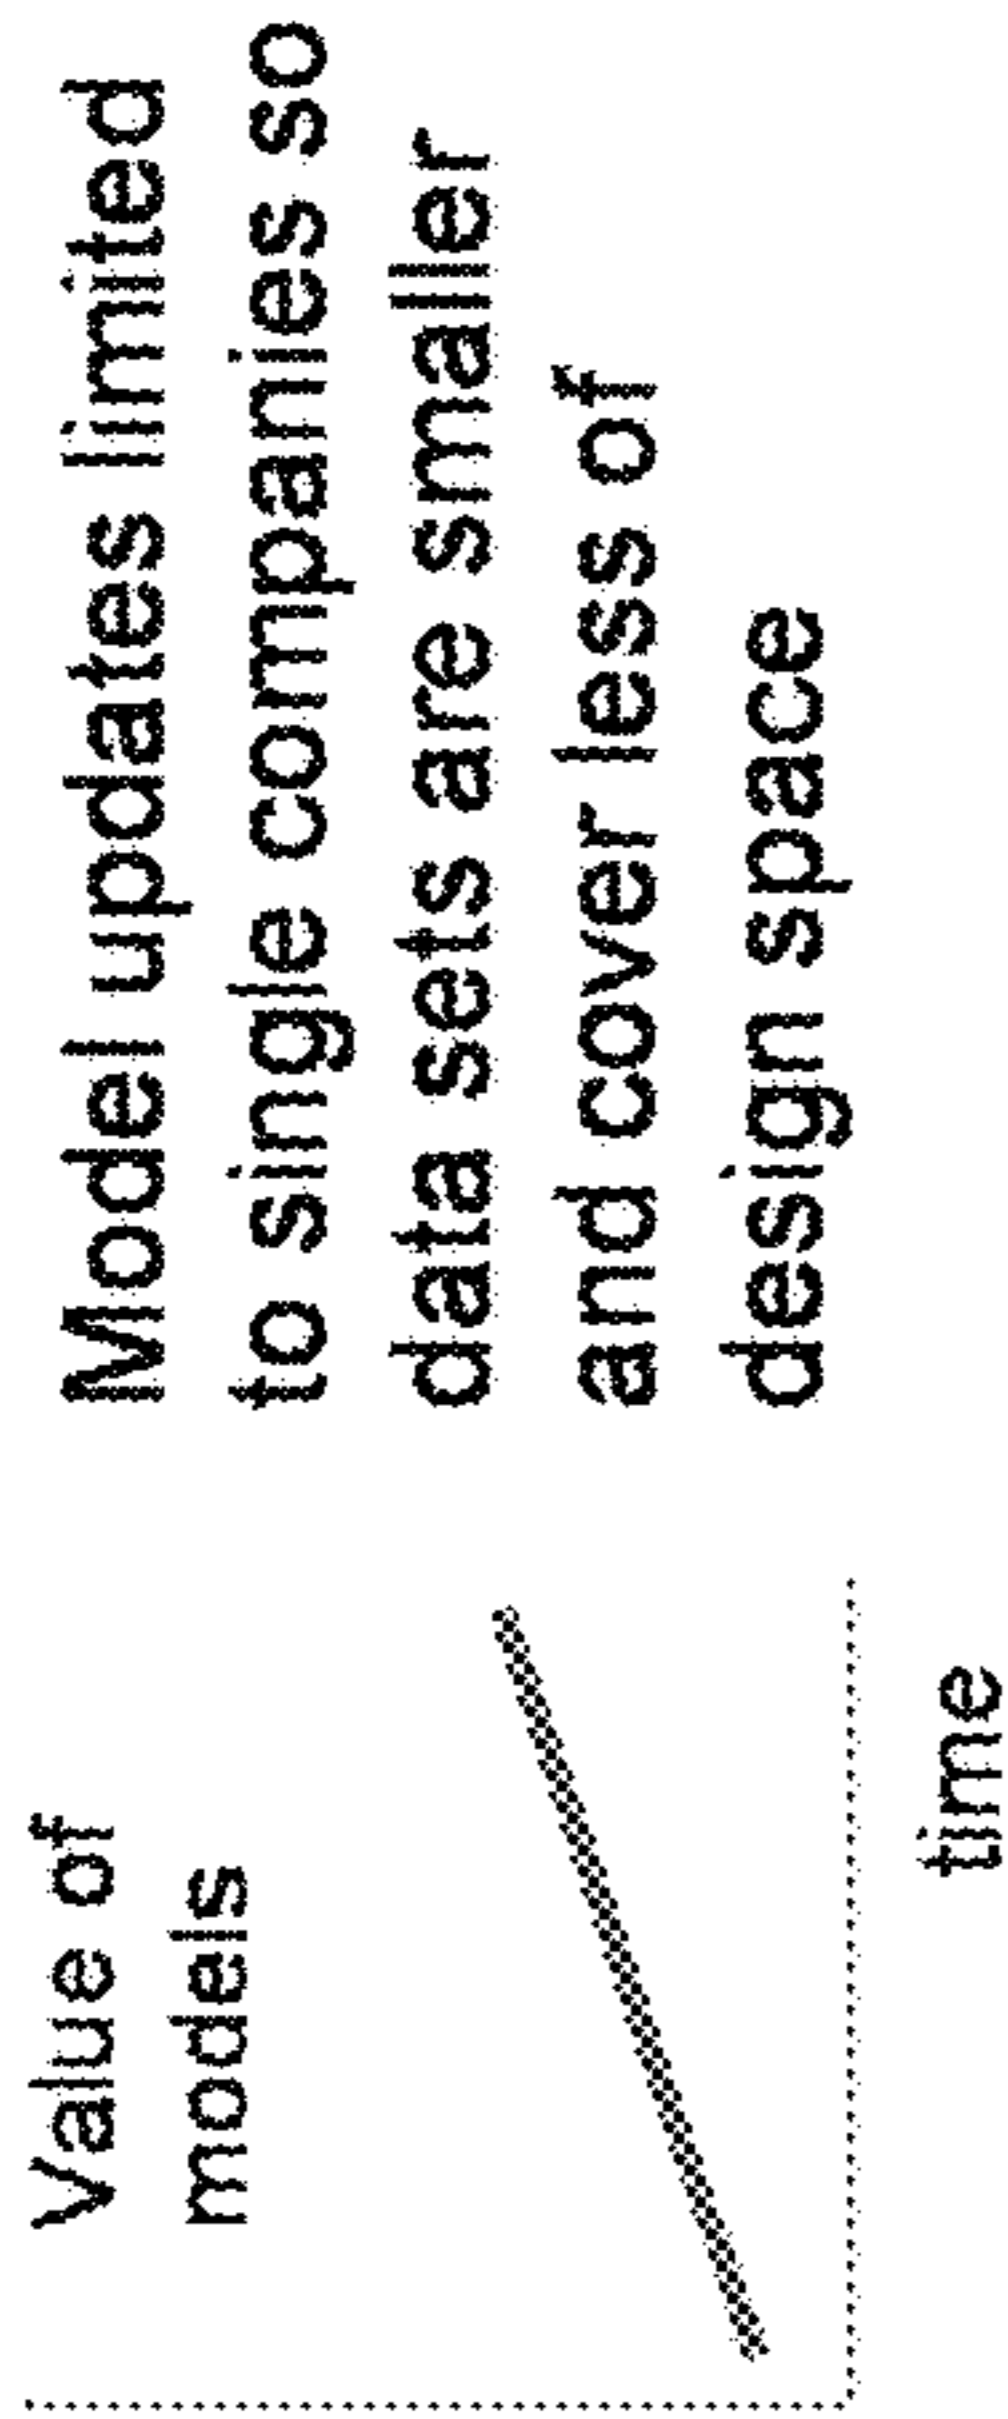 Value of
models
time
Model updates limited
to single companies so
data sets are smaller
and cover less of
design space